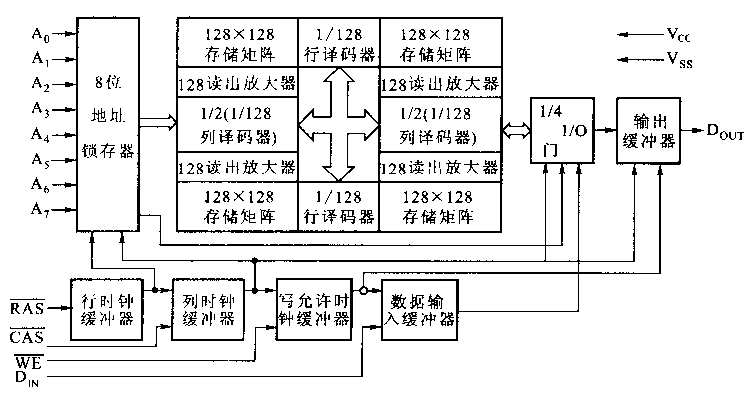 A0
A1
A2
A3
A4
A5
A6
A7
8位
地址
锁存器
128×128
存储矩阵
1/128
行译码器
128×128
存储矩阵
128读出放大器
128读出放大器
1/2(1/128
列译码器)
1/2(1/128
列译码器)
128读出放大器
128读出放大器
128×128
存储矩阵
1/128
行译码器
128×128
存储矩阵
1/4
I/O
门
输出
缓冲器
VCC
VSS
DOUT
RAS
CAS
WE
DIN
行时钟
缓冲器
列时钟
缓冲器
写允许时
钟缓冲器
数据输
入缓冲器